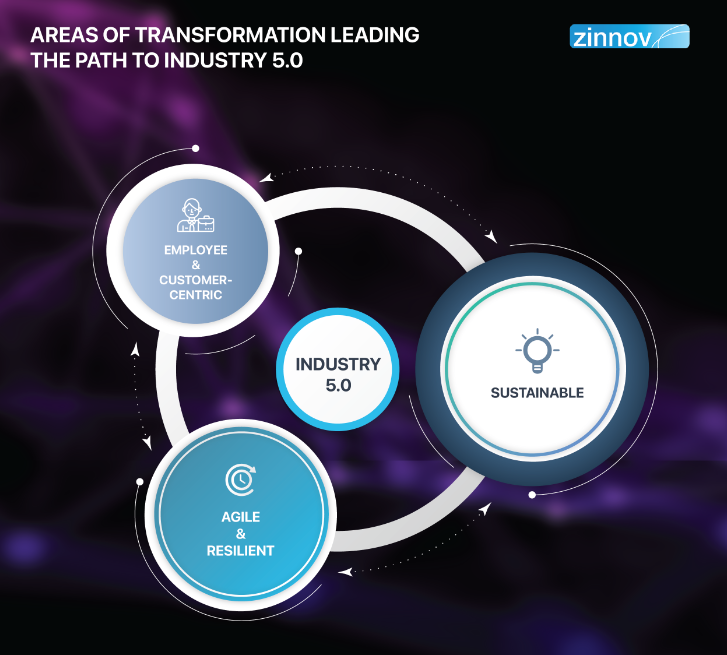 AREAS OF TRANSFORMATION LEADING
THE PATH TO INDUSTRY 5.0
zinnov
EMPLOYEE
&
CUSTOMER-
CENTRIC
INDUSTRY
5.0
SUSTAINABLE
AGILE
&
RESILIENT